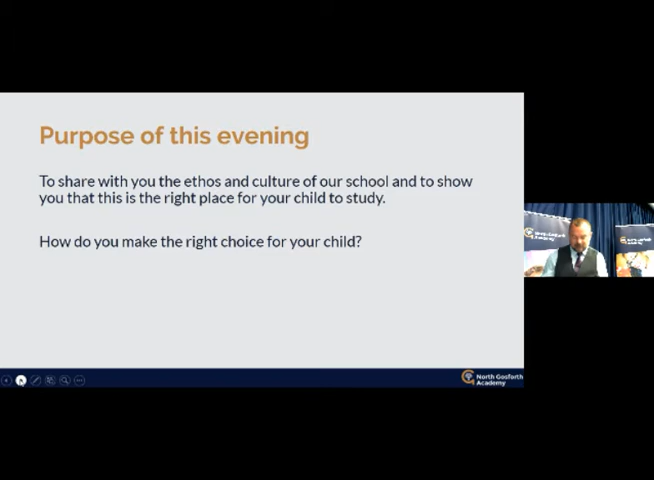 Purpose of this evening
To share with you the ethos and culture of our school and to show
you that this is the right place for your child to study.
How do you make the right choice for your child?
North Gosforth
Academy
Academy